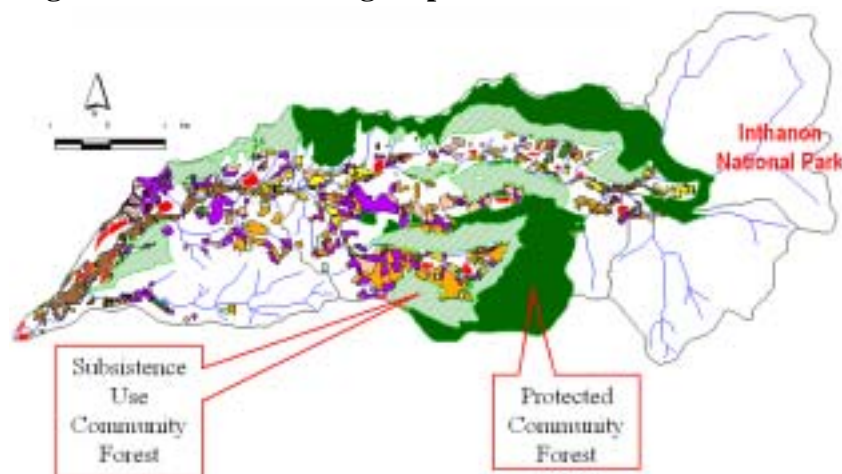 Inthanon
National Park
Subsistence
Use
Community
Forest
Protected
Community
Forest